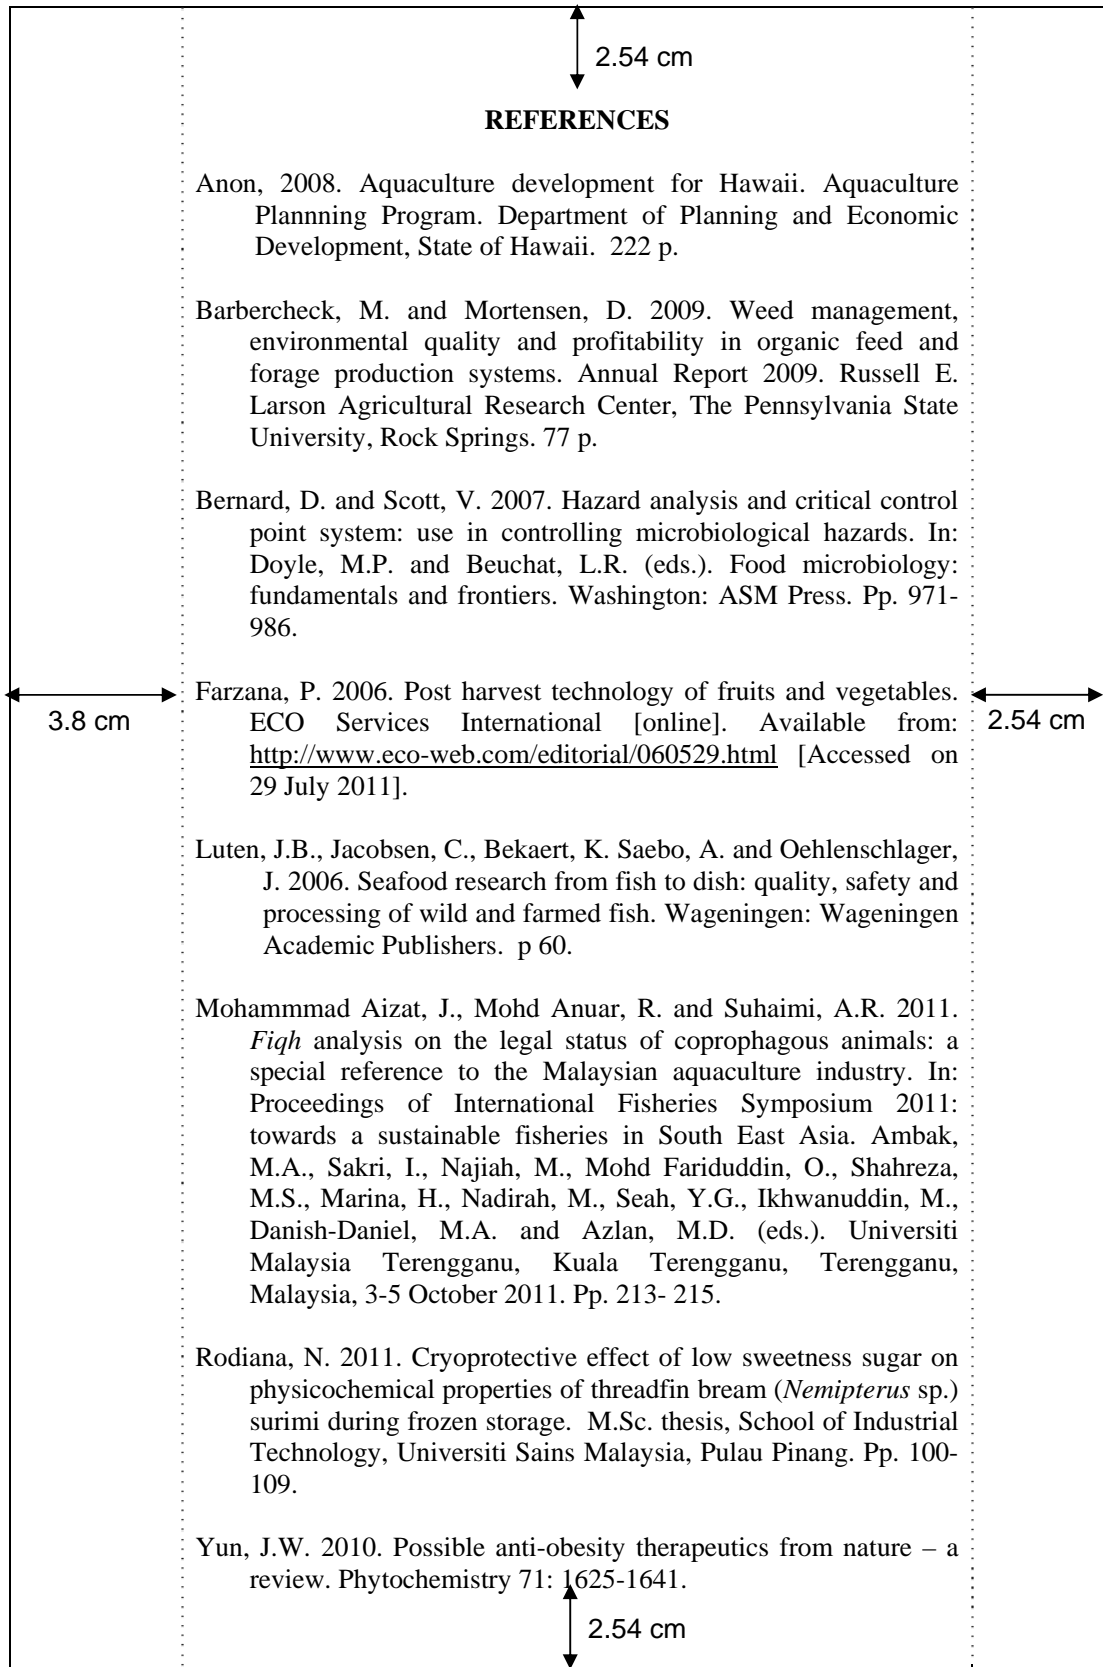 2.54 cm
REFERENCES
Anon, 2008. Aquaculture development for Hawaii. Aquaculture
Plannning Program. Department of Planning and Economic
Development, State of Hawaii.  222 p.
Barbercheck, M. and Mortensen, D. 2009. Weed management,
environmental quality and profitability in organic feed and
forage production systems. Annual Report 2009. Russell E.
Larson Agricultural Research Center, The Pennsylvania State
University, Rock Springs. 77 p.
Bernard, D. and Scott, V. 2007. Hazard analysis and critical control
point system: use in controlling microbiological hazards. In:
Doyle, M.P. and Beuchat, L.R. (eds.). Food microbiology:
fundamentals and frontiers. Washington: ASM Press. Pp. 971-
986.
Farzana, P. 2006. Post harvest technology of fruits and vegetables.
ECO Services International [online]. Available from:
http://www.eco-web.com/editorial/060529.html [Accessed on
29 July 2011].
3.8 cm
2.54 cm
Luten, J.B., Jacobsen, C., Bekaert, K. Saebo, A. and Oehlenschlager,
J. 2006. Seafood research from fish to dish: quality, safety and
processing of wild and farmed fish. Wageningen: Wageningen
Academic Publishers.  p 60.
Mohammmad Aizat, J., Mohd Anuar, R. and Suhaimi, A.R. 2011.
Fiqh analysis on the legal status of coprophagous animals: a
special reference to the Malaysian aquaculture industry. In:
Proceedings of International Fisheries Symposium 2011:
towards a sustainable fisheries in South East Asia. Ambak,
M.A., Sakri, I., Najiah, M., Mohd Fariduddin, O., Shahreza,
M.S., Marina, H., Nadirah, M., Seah, Y.G., Ikhwanuddin, M.,
Danish-Daniel, M.A. and Azlan, M.D. (eds.). Universiti
Malaysia Terengganu, Kuala Terengganu, Terengganu,
Malaysia, 3-5 October 2011. Pp. 213- 215.
Rodiana, N. 2011. Cryoprotective effect of low sweetness sugar on
physicochemical properties of threadfin bream (Nemipterus sp.)
surimi during frozen storage.  M.Sc. thesis, School of Industrial
Technology, Universiti Sains Malaysia, Pulau Pinang. Pp. 100-
109.
Yun, J.W. 2010. Possible anti-obesity therapeutics from nature – a
review. Phytochemistry 71: 1625-1641.
2.54 cm